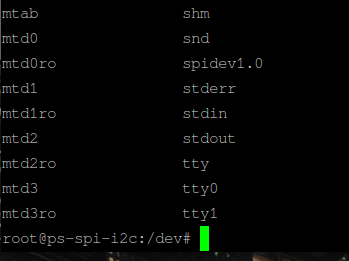 mtab shm
mtd0 snd
mtd0ro spidev1.0
mtd1 stderr
mtd1ro stdin
mtd2 stdout
mtd2ro tty
mtd3 tty0
mtd3ro tty1
root@ps-spi-i2c:/dev#